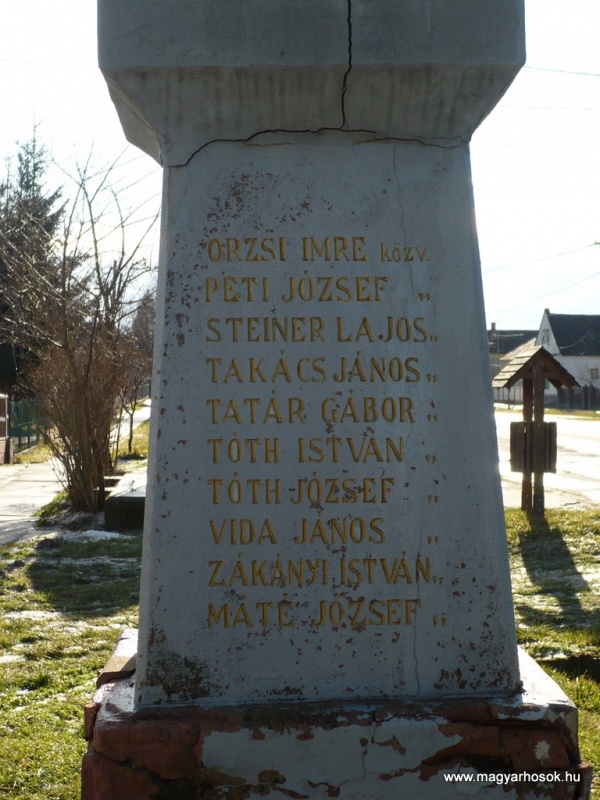 ORZSI IMRE KÖZV.
PETI JÓZSEF „
STEINER LAJOS „
TAKÁCS JÁNOS „
TATÁR GÁBOR „
TÓTH ISTVÁN „
TÓTH JÓZSEF „
VIDA JÁNOS „
ZÁKÁNYI ISTVÁN „
MÁTÉ JÓZSEF „
www.magyarhosok.hu